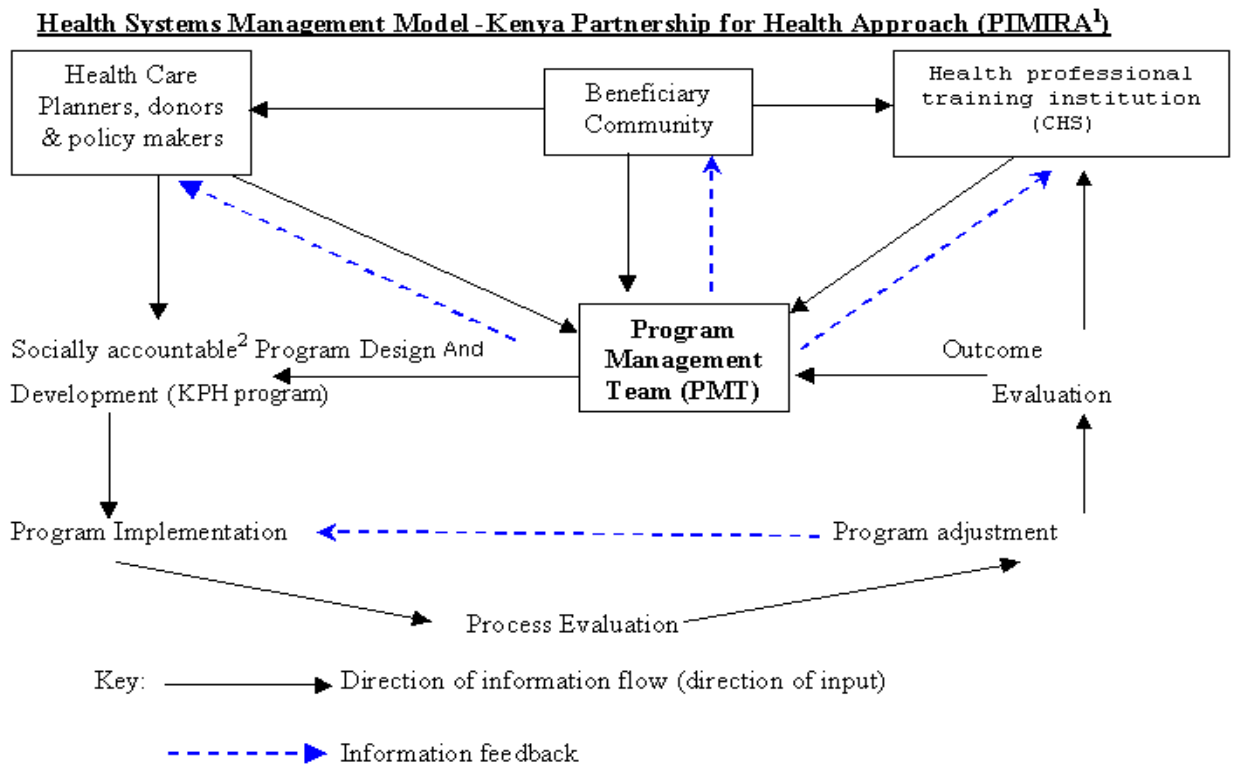 Health Systems Management Model -Kenya Partnership for Health Approach (PIMIRA1)
Health Care
Planners, donors
& policy makers
Beneficiary
Community
Health professional
training institution
(CHS)
Program
Management
Team (PMT)
Socially accountable2 Program Design And
Development (KPH program)
Outcome
Evaluation
Program Implementation
Program adjustment
Process Evaluation
Key:
Direction of information flow (direction of input)
Information feedback